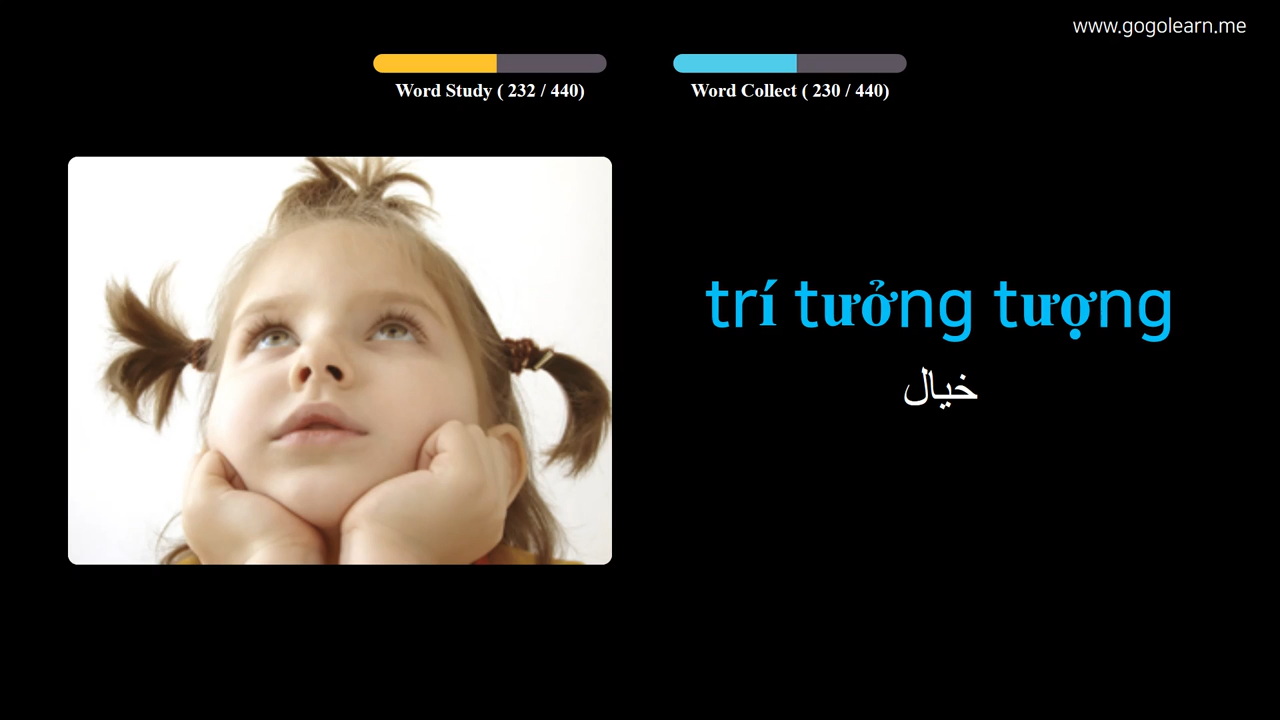 www.gogolearn.me
Word Study ( 232 / 440)
Word Collect ( 230 / 440)
trí tưởng tượng
خيال